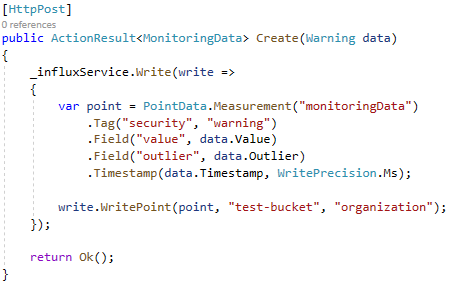 [HttpPost]
0 references
public ActionResult<MonitoringData> Create(Warning data)
{
    _influxService.Write(write =>
    {
        var point = PointData.Measurement("monitoringData")
            .Tag("security", "warning")
            .Field("value", data.Value)
            .Field("outlier", data.Outlier)
            .Timestamp(data.Timestamp, WritePrecision.Ms);

        write.WritePoint(point, "test-bucket", "organization");
    });

    return Ok();
}